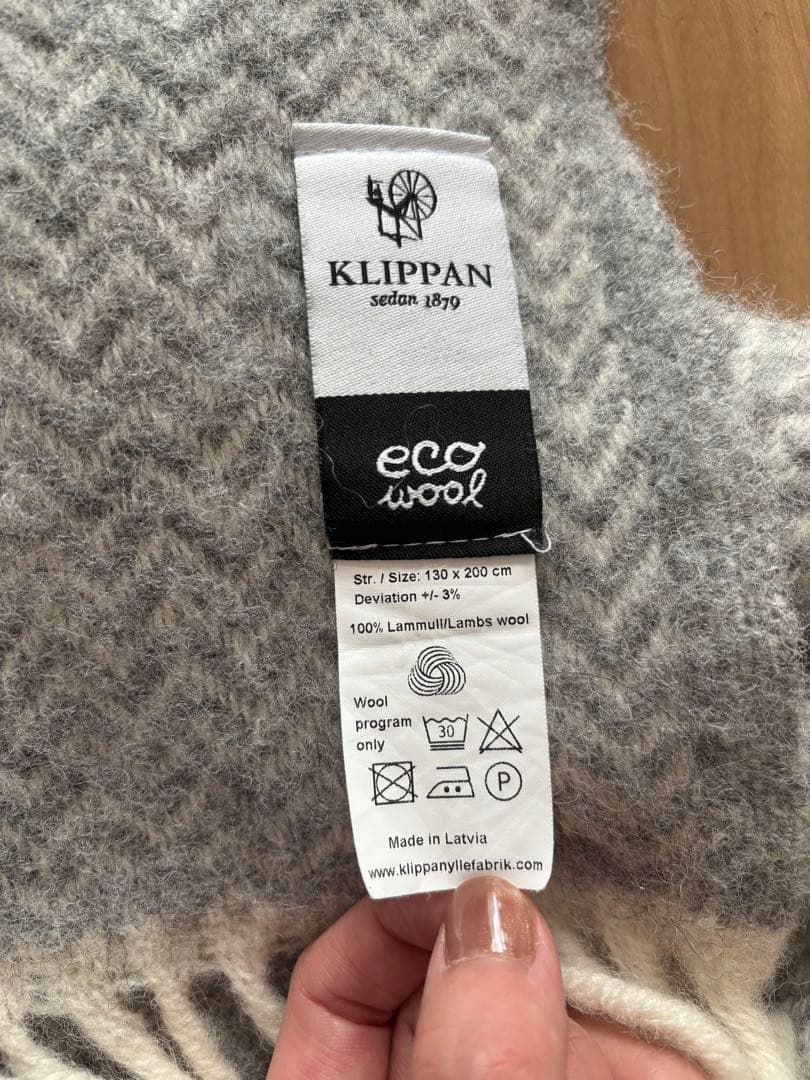 KLIPPAN
sedan 1879
eco
wool
Str. / Size: 130 x 200 cm
Deviation +/- 3%
100% Lammull/Lambs wool
Wool
program
only
30
P
Made in Latvia
www.klippanyllefabrik.com